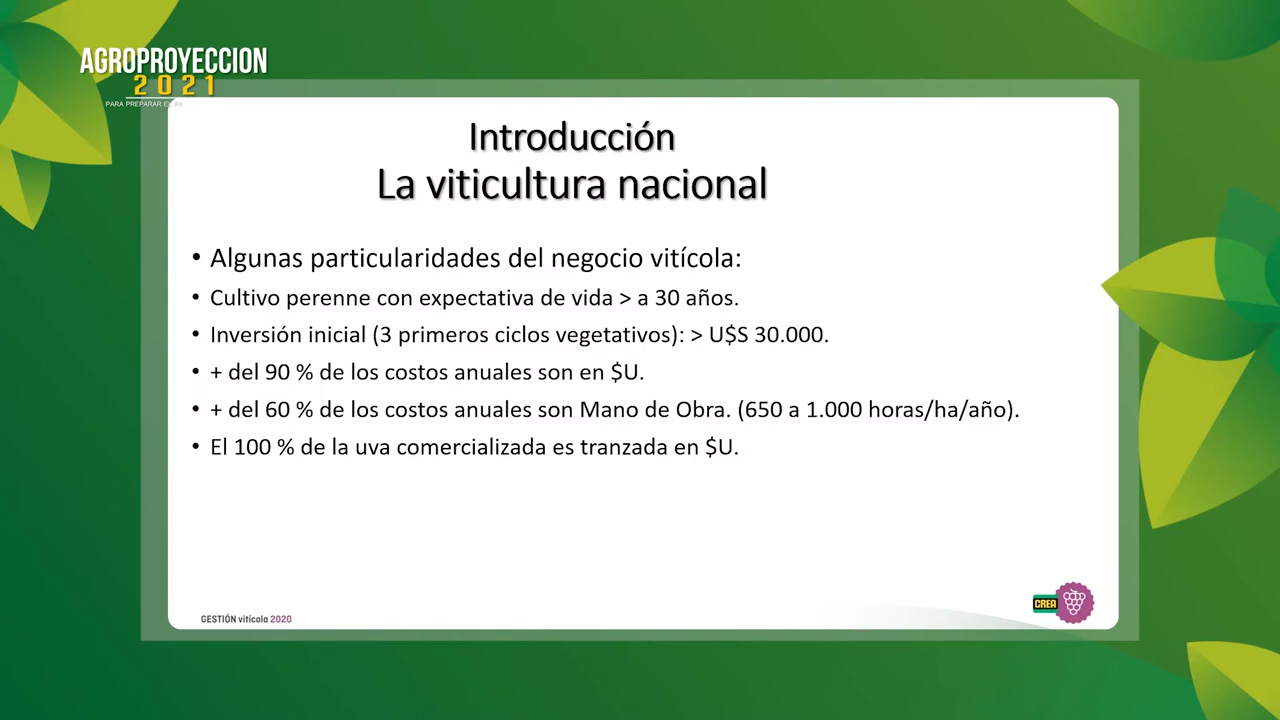 AGROPROYECCION
2021
PARA PREPARAR
Introducción
La viticultura nacional
• Algunas particularidades del negocio vitícola:
• Cultivo perenne con expectativa de vida > a 30 años.
• Inversión inicial (3 primeros ciclos vegetativos): > U$S 30.000.
• + del 90 % de los costos anuales son en $U.
• + del 60 % de los costos anuales son Mano de Obra. (650 a 1.000 horas/ha/año).
• El 100 % de la uva comercializada es tranzada en $U.
GESTIÓN vitícola 2020
CREA